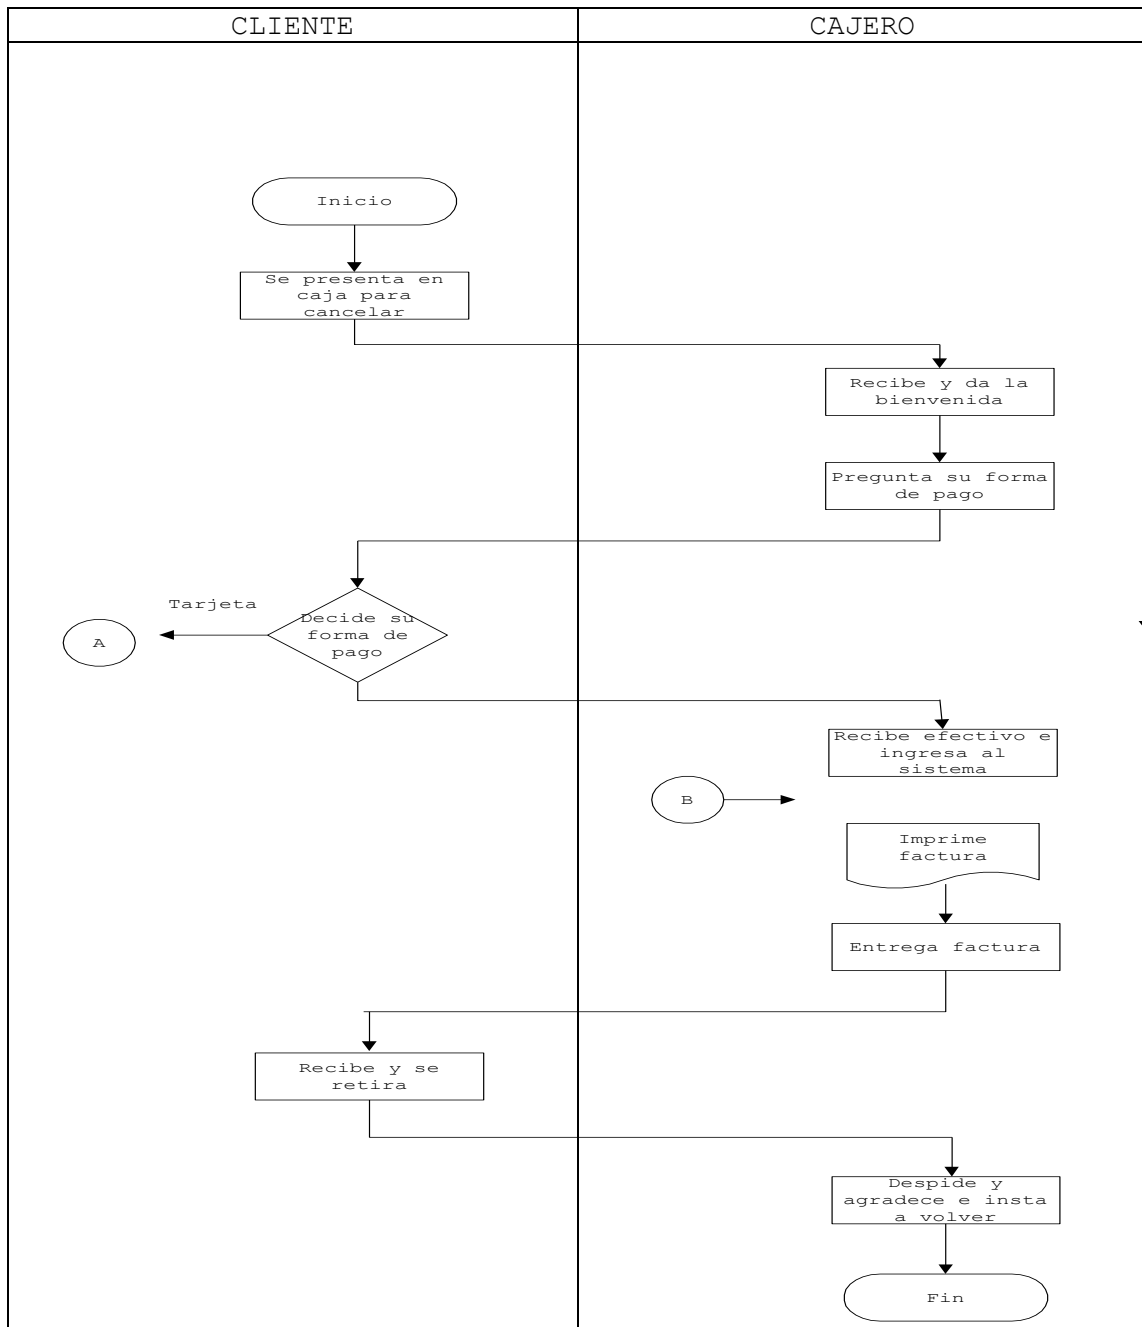 CLIENTE
CAJERO
Inicio
Se presenta en
caja para
cancelar
Recibe y da la
bienvenida
Pregunta su forma
de pago
Tarjeta
Decide su
forma de
pago
A
Recibe efectivo e
ingresa al
sistema
B
Imprime
factura
Entrega factura
Recibe y se
retira
Despide y
agradece e insta
a volver
Fin